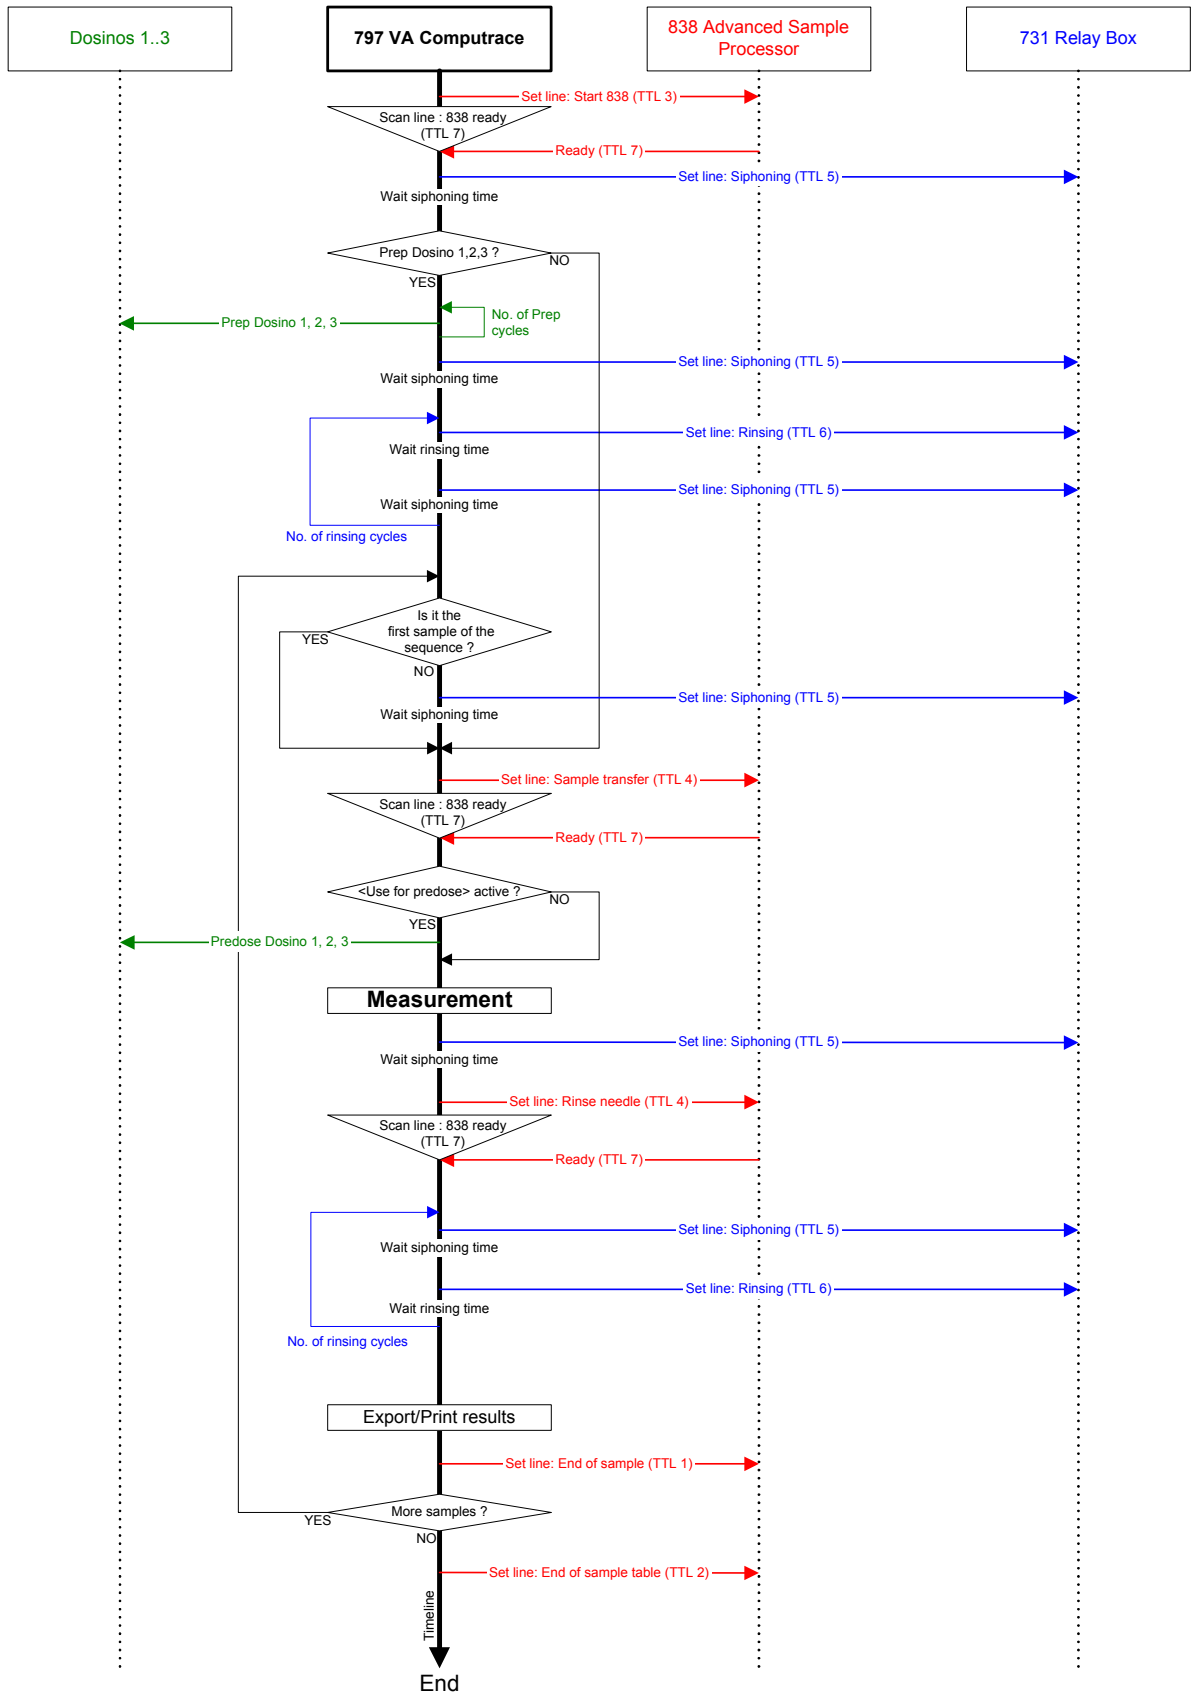 Dosinos 1..3
797 VA Computrace
838 Advanced Sample
Processor
731 Relay Box
Set line: Start 838 (TTL 3)
Scan line : 838 ready
(TTL 7)
Ready (TTL 7)
Set line: Siphoning (TTL 5)
Wait siphoning time
Prep Dosino 1,2,3 ?
NO
YES
No. of Prep
cycles
Prep Dosino 1, 2, 3
Set line: Siphoning (TTL 5)
Wait siphoning time
Set line: Rinsing (TTL 6)
Wait rinsing time
Set line: Siphoning (TTL 5)
Wait siphoning time
No. of rinsing cycles
Is it the
first sample of the
sequence ?
YES
NO
Set line: Siphoning (TTL 5)
Wait siphoning time
Set line: Sample transfer (TTL 4)
Scan line : 838 ready
(TTL 7)
Ready (TTL 7)
<Use for predose> active ?
NO
YES
Predose Dosino 1, 2, 3
Measurement
Set line: Siphoning (TTL 5)
Wait siphoning time
Set line: Rinse needle (TTL 4)
Scan line : 838 ready
(TTL 7)
Ready (TTL 7)
Set line: Siphoning (TTL 5)
Wait siphoning time
Set line: Rinsing (TTL 6)
Wait rinsing time
No. of rinsing cycles
Export/Print results
Set line: End of sample (TTL 1)
More samples ?
YES
NO
Set line: End of sample table (TTL 2)
Timeline
End